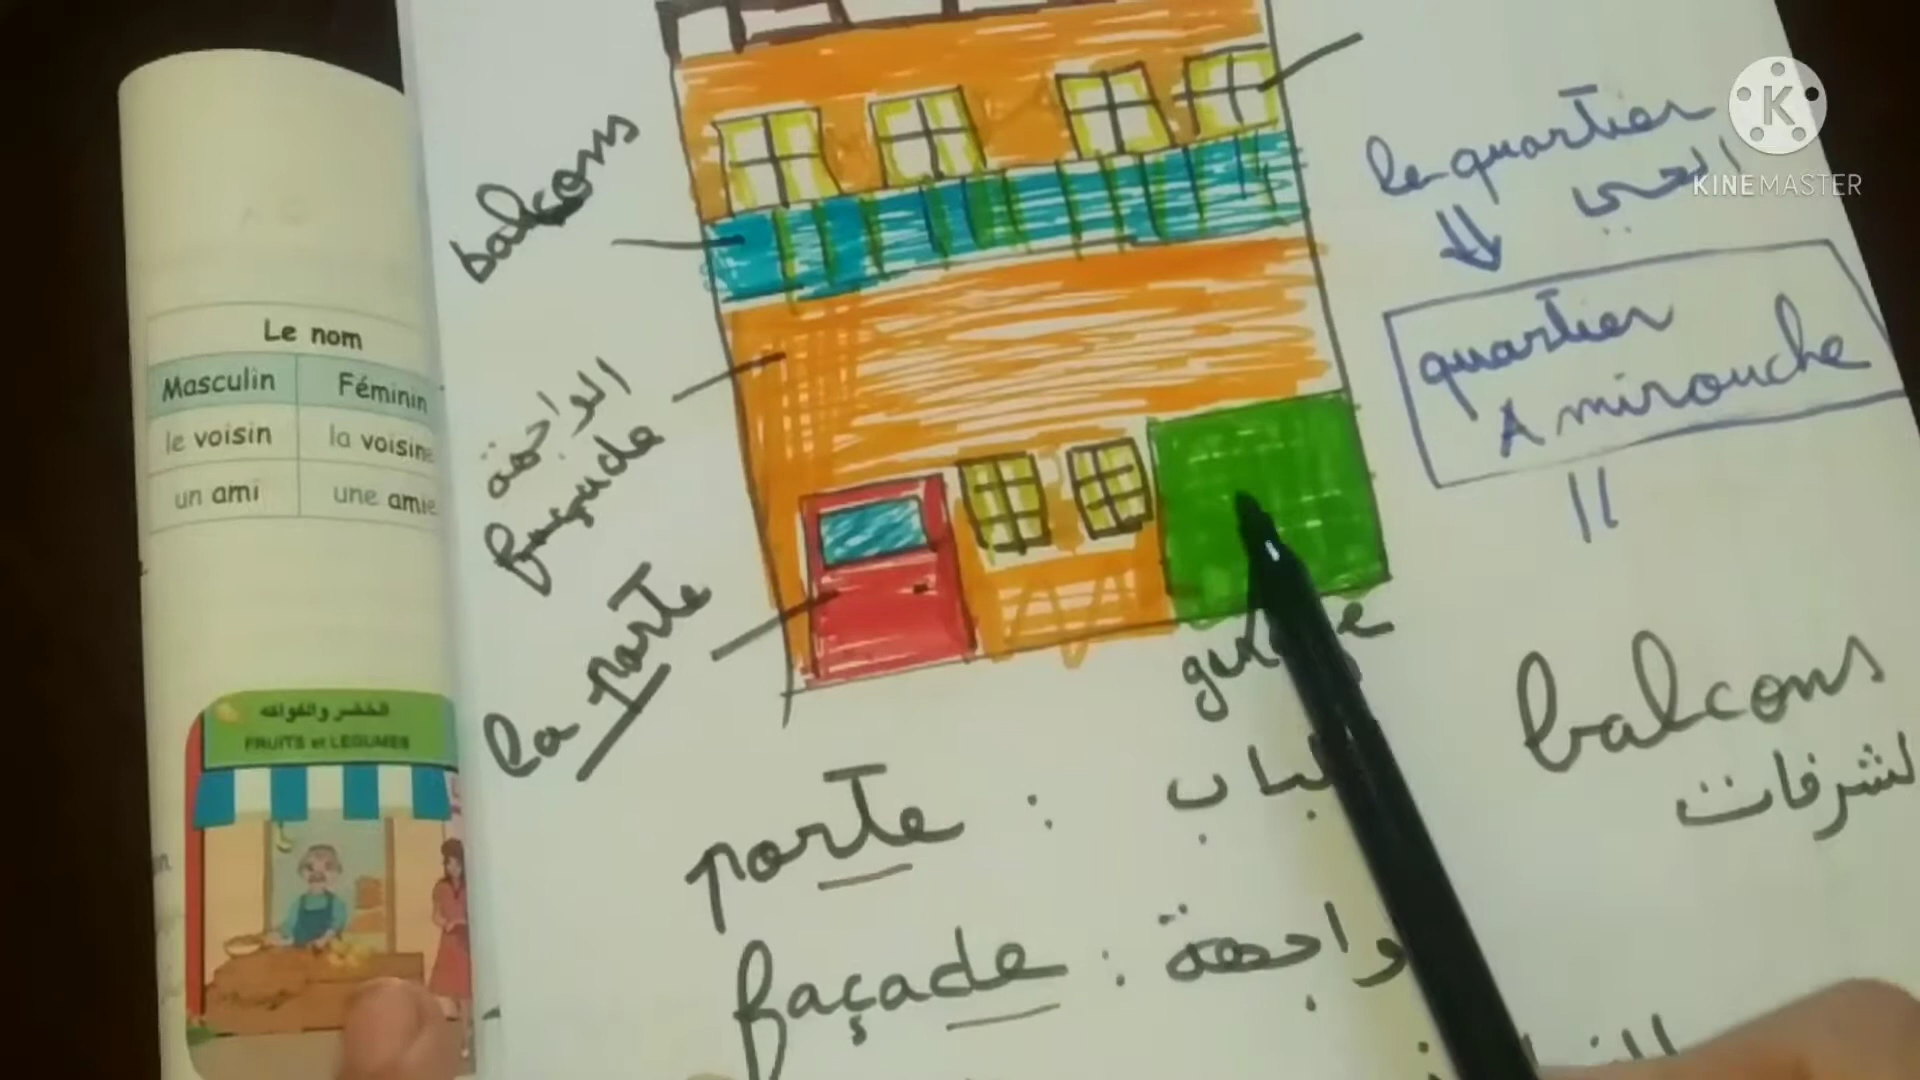 Le nom
Masculin Féminin
le voisin la voisine
un ami une amie
الخضر والفواكه
FRUITS et LEGUMES
balcons
الواجهة
façade
la porte
le quartier
الحي
KINEMASTER
quartier
Amirouche
balcons
الشرفات
porte : الباب
façade : واجهة